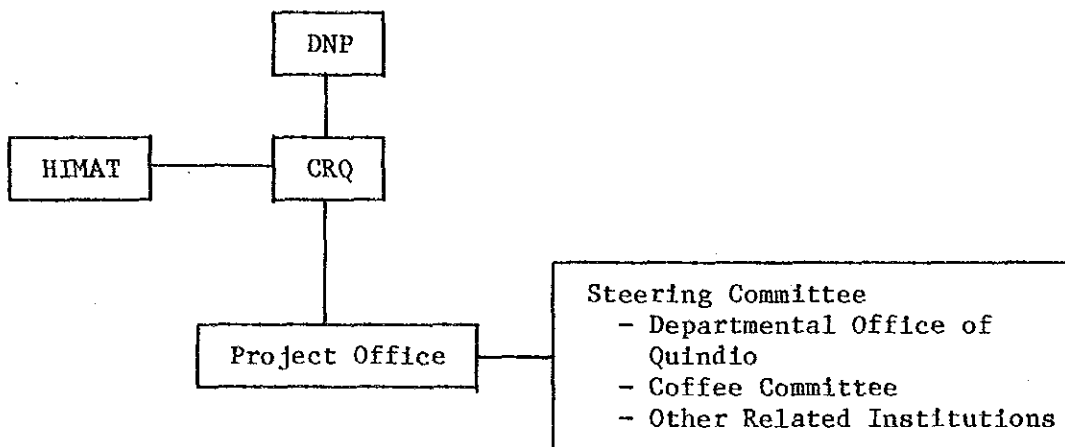 DNP
HIMAT
CRQ
Project Office
Steering Committee
- Departmental Office of
Quindio
- Coffee Committee
- Other Related Institutions